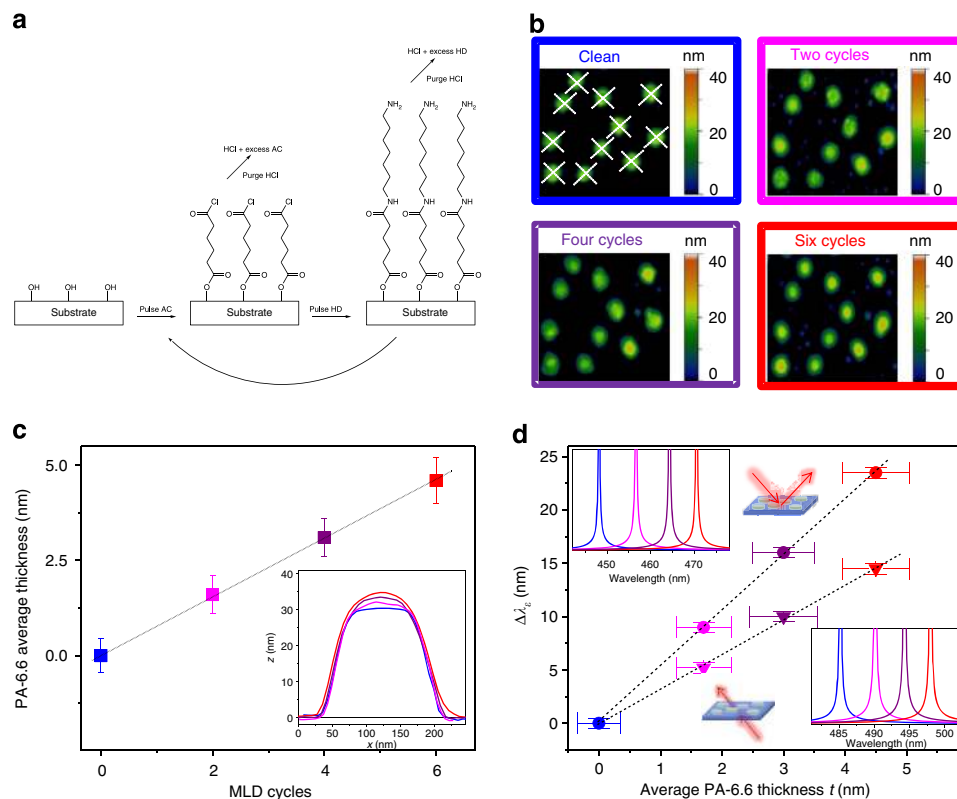 a
HCl + excess HD
Purge HCl
NH2 NH2 NH2
HCl + excess AC
Purge HCl
O Cl O Cl O Cl
O NH O NH O NH
O O O O O O
O O O O O O
OH OH OH
Substrate
Pulse AC
Substrate
Pulse HD
Substrate
b
Clean
nm
40
20
0
Two cycles
nm
40
20
0
Four cycles
nm
40
20
0
Six cycles
nm
40
20
0
c
PA-6.6 average thickness (nm)
5.0
2.5
0.0
0 2 4 6
MLD cycles
z (nm)
40
30
20
10
0
0 50 100 150 200
x (nm)
d
Δλε (nm)
25
20
15
10
5
0
0 1 2 3 4 5
Average PA-6.6 thickness t (nm)
450 460 470
Wavelength (nm)
485 490 495 500
Wavelength (nm)